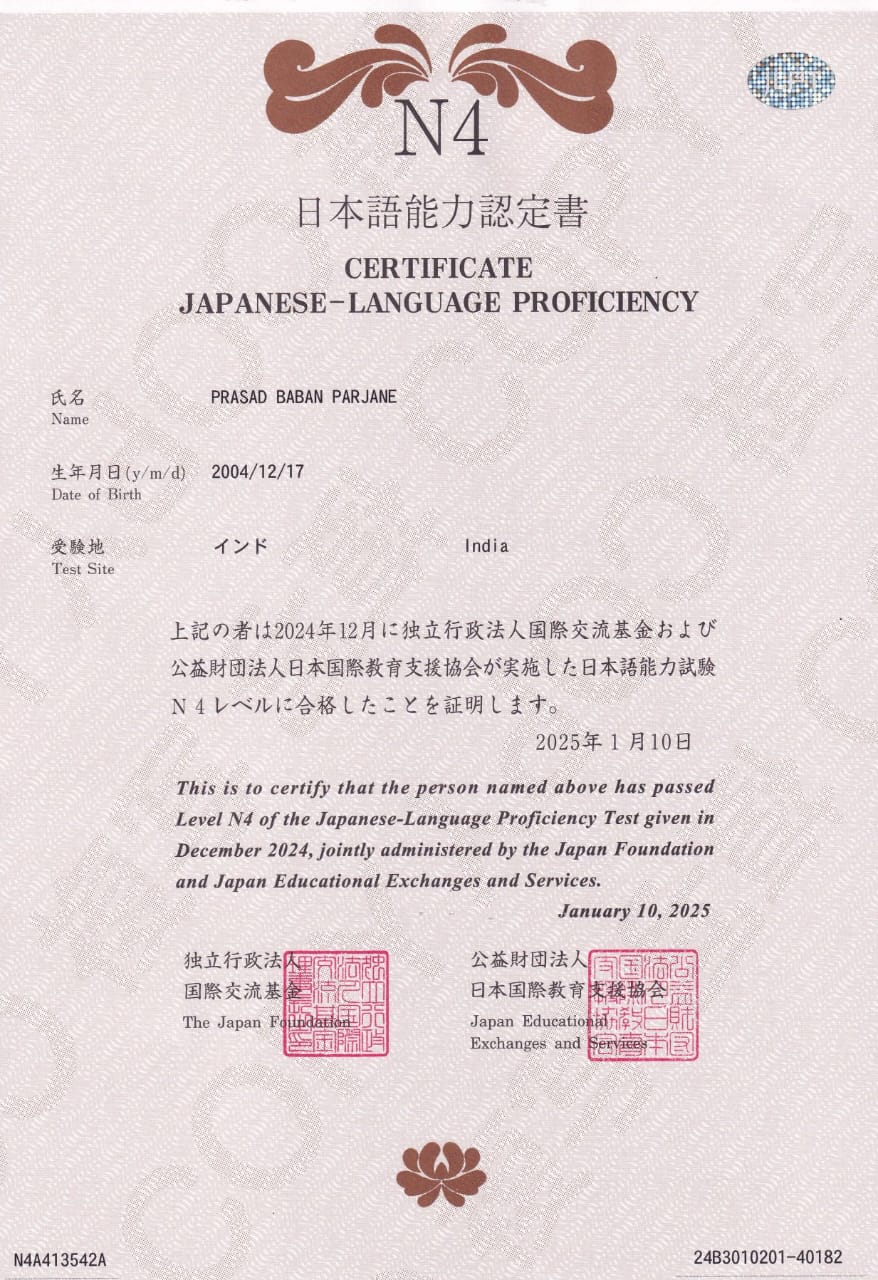 N4
日本語能力認定書
CERTIFICATE
JAPANESE-LANGUAGE PROFICIENCY
氏名 PRASAD BABAN PARJANE
Name
生年月日(y/m/d) 2004/12/17
Date of Birth
受験地 インド India
Test Site
上記の者は2024年12月に独立行政法人国際交流基金および
公益財団法人日本国際教育支援協会が実施した日本語能力試験
N4レベルに合格したことを証明します。
2025年1月10日
This is to certify that the person named above has passed
Level N4 of the Japanese-Language Proficiency Test given in
December 2024, jointly administered by the Japan Foundation
and Japan Educational Exchanges and Services.
January 10, 2025
独立行政法人
国際交流基金
The Japan Foundation
公益財団法人
日本国際教育支援協会
Japan Educational
Exchanges and Services
N4A413542A
24B3010201-40182